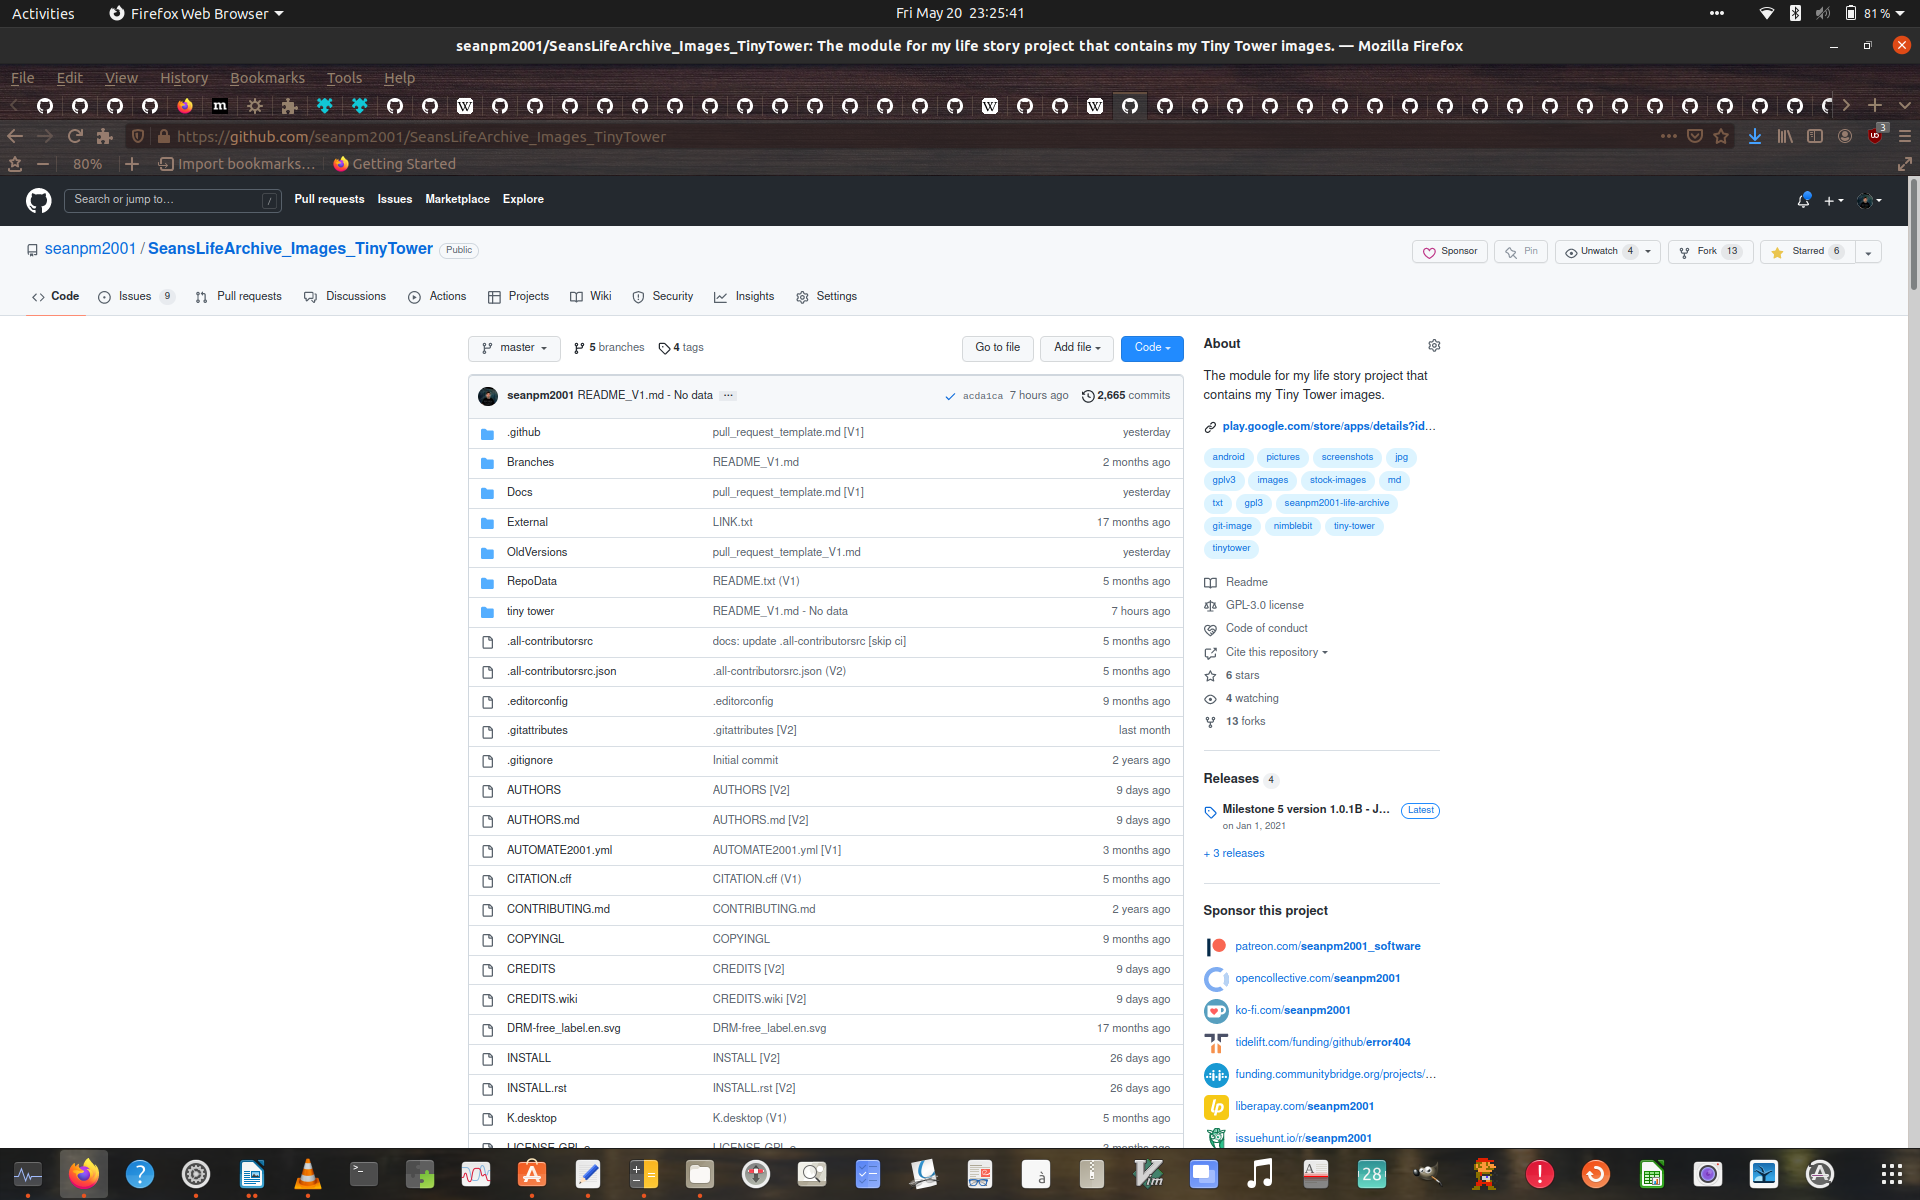 Activities Firefox Web Browser Fri May 20 23:25:41 81 %
seanpm2001/SeansLifeArchive_Images_TinyTower: The module for my life story project that contains my Tiny Tower images. — Mozilla Firefox
File Edit View History Bookmarks Tools Help
https://github.com/seanpm2001/SeansLifeArchive_Images_TinyTower 3
80% Import bookmarks... Getting Started
Search or jump to... / Pull requests Issues Marketplace Explore
seanpm2001 / SeansLifeArchive_Images_TinyTower Public Sponsor Pin Unwatch 4 Fork 13 Starred 6
Code Issues 9 Pull requests Discussions Actions Projects Wiki Security Insights Settings
master 5 branches 4 tags Go to file Add file Code
seanpm2001 README_V1.md - No data ... acda1ca 7 hours ago 2,665 commits
.github pull_request_template.md [V1] yesterday
Branches README_V1.md 2 months ago
Docs pull_request_template.md [V1] yesterday
External LINK.txt 17 months ago
OldVersions pull_request_template_V1.md yesterday
RepoData README.txt (V1) 5 months ago
tiny tower README_V1.md - No data 7 hours ago
.all-contributorsrc docs: update .all-contributorsrc [skip ci] 5 months ago
.all-contributorsrc.json .all-contributorsrc.json (V2) 5 months ago
.editorconfig .editorconfig 9 months ago
.gitattributes .gitattributes [V2] last month
.gitignore Initial commit 2 years ago
AUTHORS AUTHORS [V2] 9 days ago
AUTHORS.md AUTHORS.md [V2] 9 days ago
AUTOMATE2001.yml AUTOMATE2001.yml [V1] 3 months ago
CITATION.cff CITATION.cff (V1) 5 months ago
CONTRIBUTING.md CONTRIBUTING.md 2 years ago
COPYINGL COPYINGL 9 months ago
CREDITS CREDITS [V2] 9 days ago
CREDITS.wiki CREDITS.wiki [V2] 9 days ago
DRM-free_label.en.svg DRM-free_label.en.svg 17 months ago
INSTALL INSTALL [V2] 26 days ago
INSTALL.rst INSTALL.rst [V2] 26 days ago
K.desktop K.desktop (V1) 5 months ago
About
The module for my life story project that
contains my Tiny Tower images.
play.google.com/store/apps/details?id...
android pictures screenshots jpg
gplv3 images stock-images md
txt gpl3 seanpm2001-life-archive
git-image nimblebit tiny-tower
tinytower
Readme
GPL-3.0 license
Code of conduct
Cite this repository
6 stars
4 watching
13 forks
Releases 4
Milestone 5 version 1.0.1B - J... Latest
on Jan 1, 2021
+ 3 releases
Sponsor this project
patreon.com/seanpm2001_software
opencollective.com/seanpm2001
ko-fi.com/seanpm2001
tidelift.com/funding/github/error404
funding.communitybridge.org/projects/...
liberapay.com/seanpm2001
issuehunt.io/r/seanpm2001
28